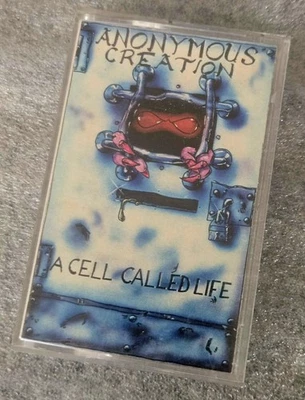 ANONYMOUS
CREATION
A CELL CALLED LIFE